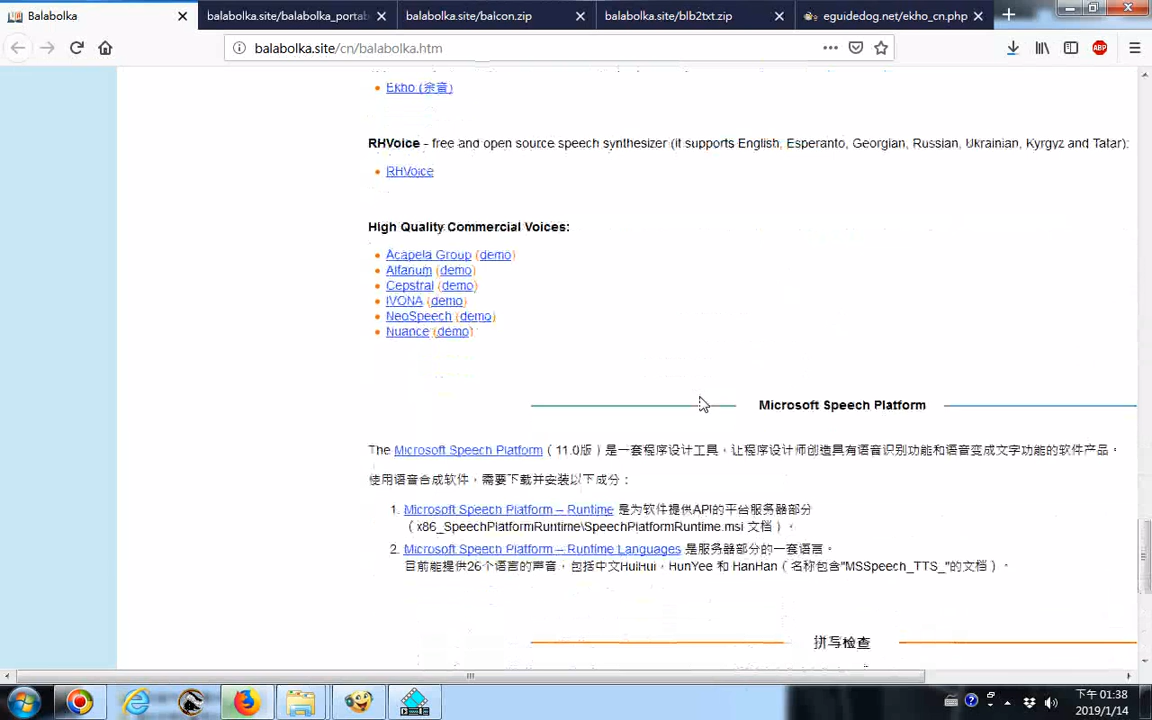 Balabolka
balabolka.site/balabolka_portab
balabolka.site/balcon.zip
balabolka.site/blb2txt.zip
eguidedog.net/ekho_cn.php
balabolka.site/cn/balabolka.htm
ABP
Ekho (余音)
RHVoice - free and open source speech synthesizer (it supports English, Esperanto, Georgian, Russian, Ukrainian, Kyrgyz and Tatar):
RHVoice
High Quality Commercial Voices:
Acapela Group (demo)
Alfanum (demo)
Cepstral (demo)
IVONA (demo)
NeoSpeech (demo)
Nuance (demo)
Microsoft Speech Platform
The Microsoft Speech Platform（11.0版）是一套程序设计工具，让程序设计师创造具有语音识别功能和语音变成文字功能的软件产品。
使用语音合成软件，需要下载并安装以下成分：
1. Microsoft Speech Platform – Runtime 是为软件提供API的平台服务器部分
（x86_SpeechPlatformRuntime\SpeechPlatformRuntime.msi 文档）。
2. Microsoft Speech Platform – Runtime Languages 是服务器部分的一套语言。
目前能提供26个语言的声音，包括中文HuiHui，HunYee 和 HanHan（名称包含"MSSpeech_TTS_"的文档）。
拼写检查
下午 01:38
2019/1/14